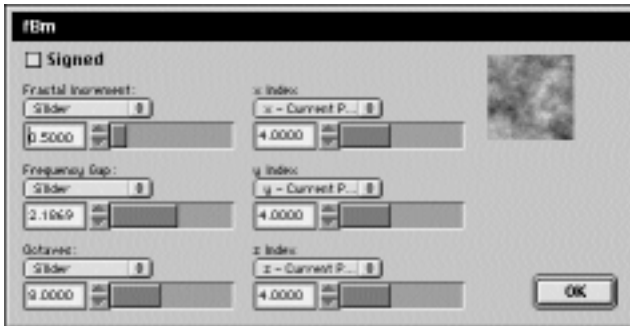 fBm
Signed
Fractal Increment:
Slider
0.5000
Frequency Gap:
Slider
2.1869
Octaves:
Slider
9.0000
x Index
x - Current P...
4.0000
y Index
y - Current P...
4.0000
z Index
z - Current P...
4.0000
OK